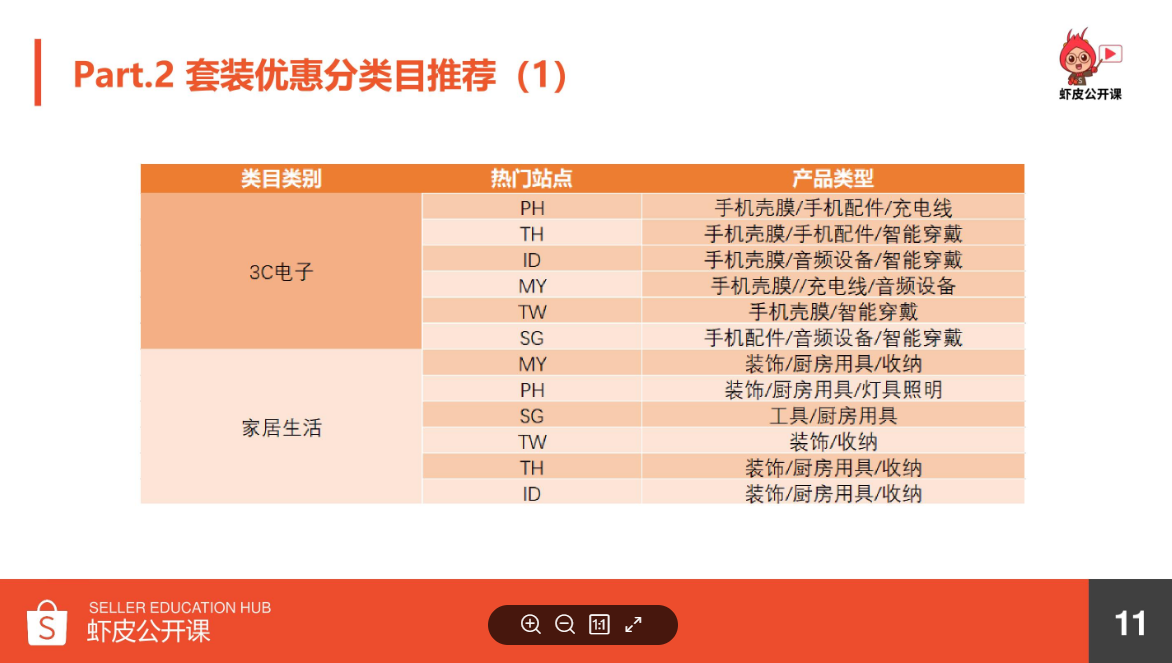 Part.2 套装优惠分类目推荐（1）
虾皮公开课
类目类别 热门站点 产品类型
3C电子
PH 手机壳膜/手机配件/充电线
TH 手机壳膜/手机配件/智能穿戴
ID 手机壳膜/音频设备/智能穿戴
MY 手机壳膜//充电线/音频设备
TW 手机壳膜/智能穿戴
SG 手机配件/音频设备/智能穿戴
家居生活
MY 装饰/厨房用具/收纳
PH 装饰/厨房用具/灯具照明
SG 工具/厨房用具
TW 装饰/收纳
TH 装饰/厨房用具/收纳
ID 装饰/厨房用具/收纳
S
SELLER EDUCATION HUB
虾皮公开课
1:1
11